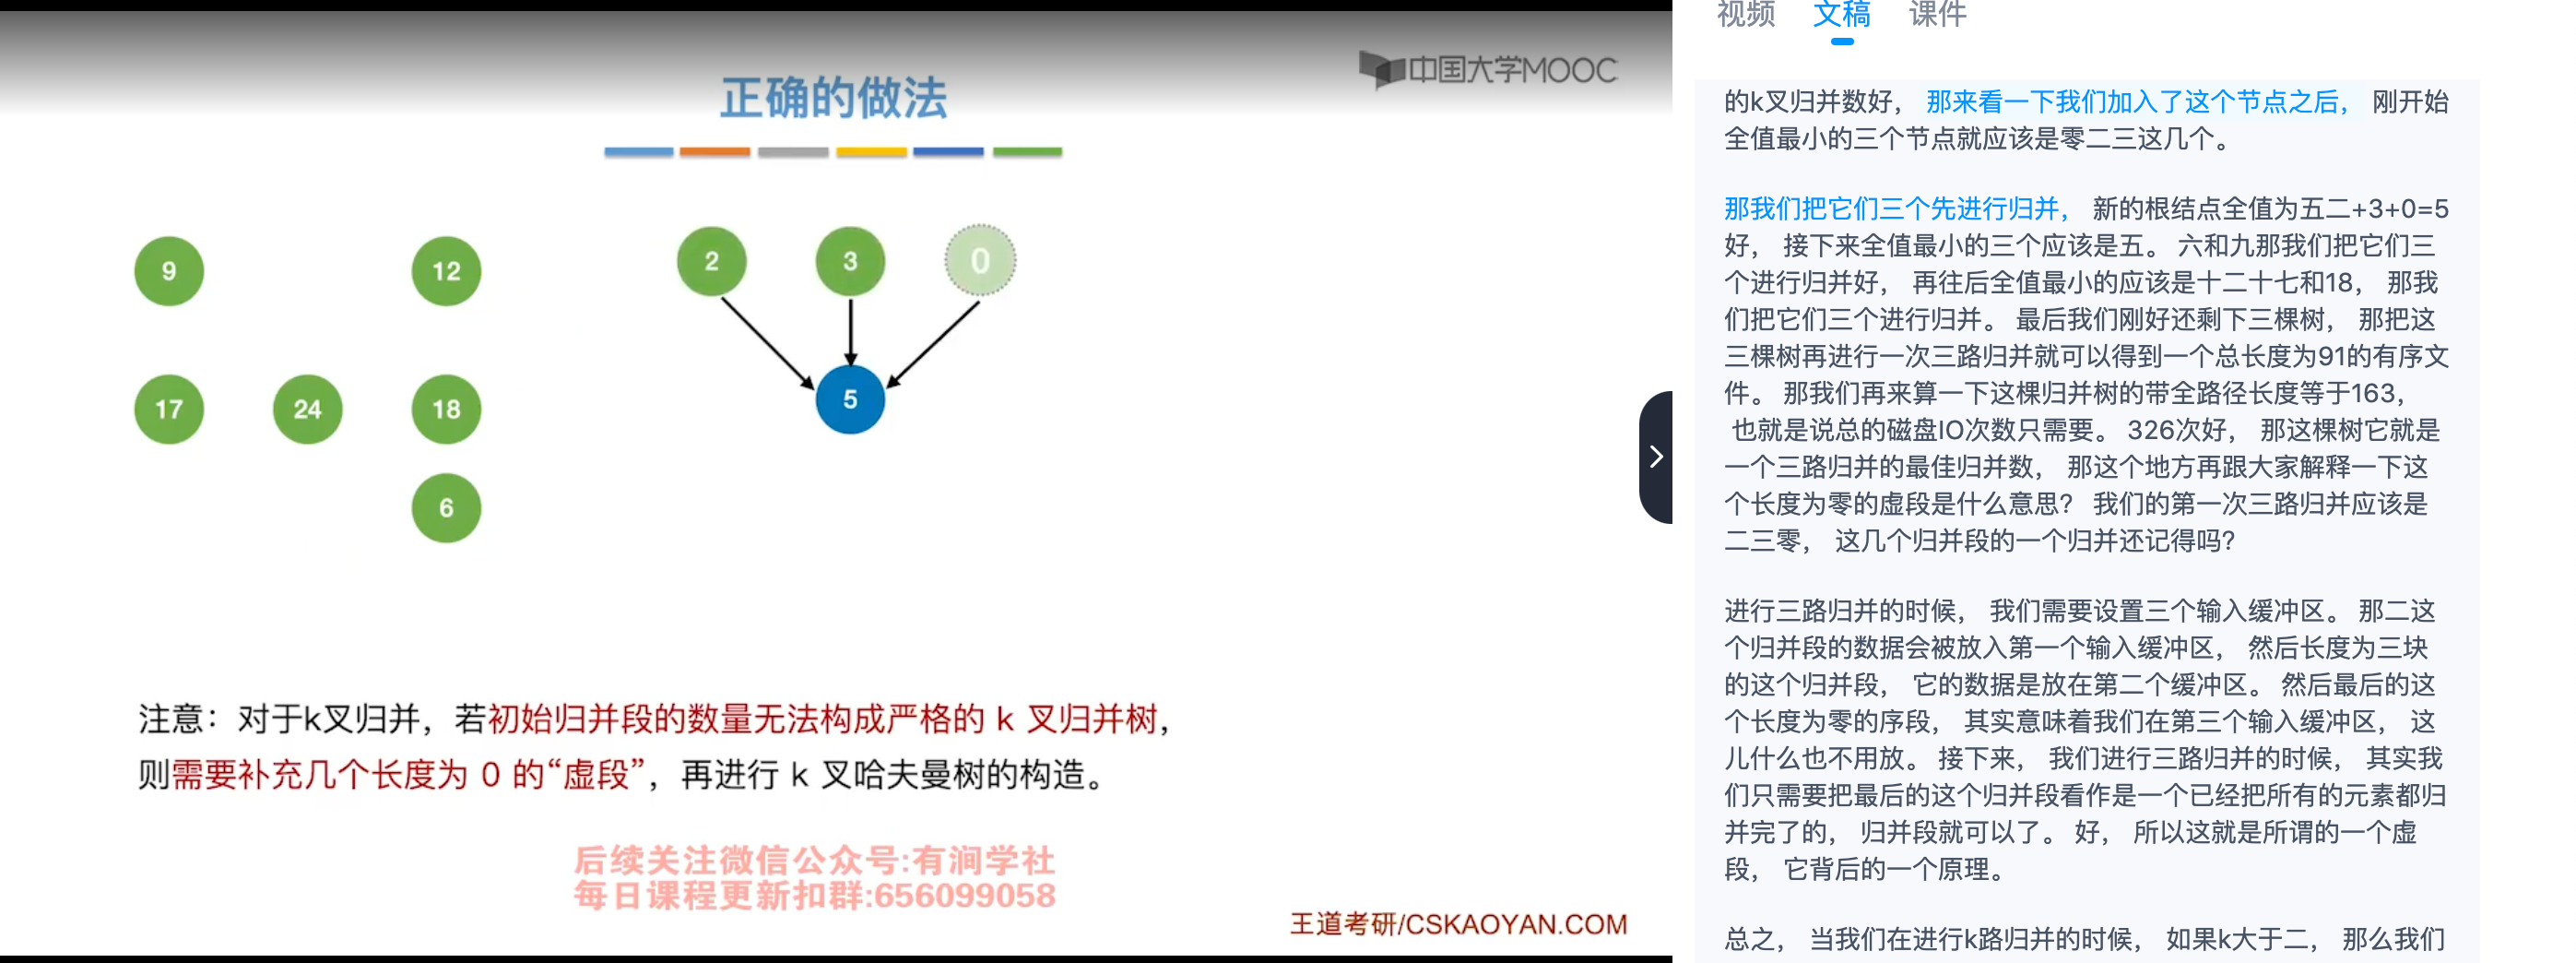 中国大学MOOC
正确的做法
9
12
2
3
0
17
24
18
5
6
注意：对于k叉归并，若初始归并段的数量无法构成严格的 k 叉归并树，
则需要补充几个长度为 0 的“虚段”，再进行 k 叉哈夫曼树的构造。
后续关注微信公众号:有涧学社
每日课程更新扣群:656099058
王道考研/CSKAOYAN.COM
视频 文稿 课件
的k叉归并数好， 那来看一下我们加入了这个节点之后， 刚开始
全值最小的三个节点就应该是零二三这几个。
那我们把它们三个先进行归并， 新的根结点全值为五二+3+0=5
好， 接下来全值最小的三个应该是五。 六和九那我们把它们三
个进行归并好， 再往后全值最小的应该是十二十七和18， 那我
们把它们三个进行归并。 最后我们刚好还剩下三棵树， 那把这
三棵树再进行一次三路归并就可以得到一个总长度为91的有序文
件。 那我们再来算一下这棵归并树的带全路径长度等于163，
也就是说总的磁盘IO次数只需要。 326次好， 那这棵树它就是
一个三路归并的最佳归并数， 那这个地方再跟大家解释一下这
个长度为零的虚段是什么意思？ 我们的第一次三路归并应该是
二三零， 这几个归并段的一个归并还记得吗？
进行三路归并的时候， 我们需要设置三个输入缓冲区。 那二这
个归并段的数据会被放入第一个输入缓冲区， 然后长度为三块
的这个归并段， 它的数据是放在第二个缓冲区。 然后最后的这
个长度为零的序段， 其实意味着我们在第三个输入缓冲区， 这
儿什么也不用放。 接下来， 我们进行三路归并的时候， 其实我
们只需要把最后的这个归并段看作是一个已经把所有的元素都归
并完了的， 归并段就可以了。 好， 所以这就是所谓的一个虚
段， 它背后的一个原理。
总之， 当我们在进行k路归并的时候， 如果k大于二， 那么我们